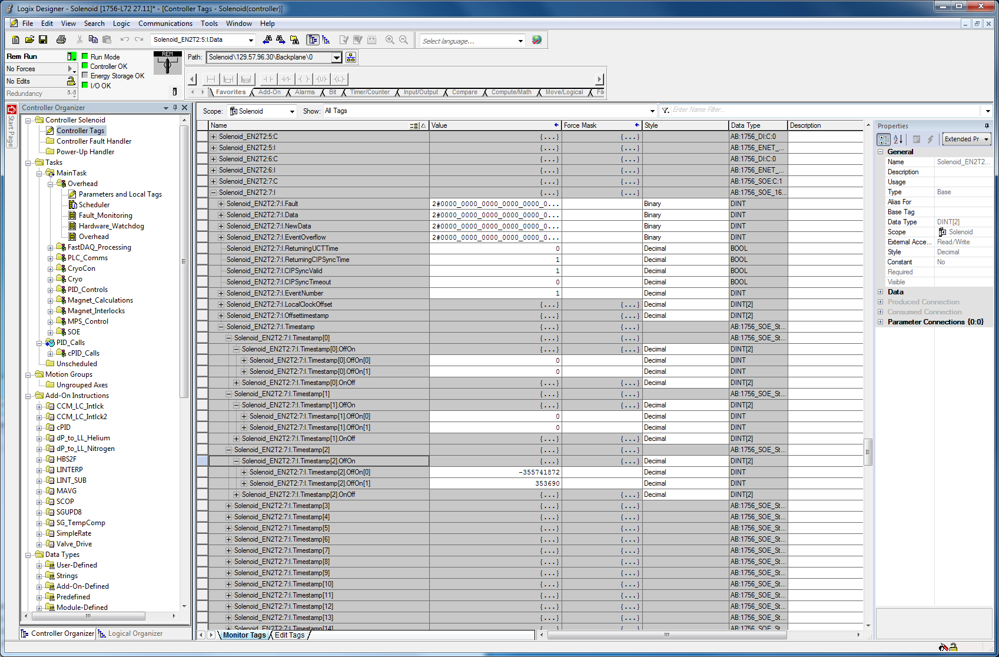 Logix Designer - Solenoid [1756-L72 27.11]* - [Controller Tags - Solenoid(controller)]
File Edit View Search Logic Communications Tools Window Help
Solenoid_EN2T2:5:I.Data
Select language...
Rem Run
No Forces
No Edits
Redundancy
Run Mode
Controller OK
Energy Storage OK
I/O OK
REM
Path: Solenoid\129.57.96.30\Backplane\0
Favorites Add-On Alarms Bit Timer/Counter Input/Output Compare Compute/Math Move/Logical Fil
Start Page
Controller Organizer
Controller Solenoid
Controller Tags
Controller Fault Handler
Power-Up Handler
Tasks
MainTask
Overhead
Parameters and Local Tags
Scheduler
Fault_Monitoring
Hardware_Watchdog
Overhead
FastDAQ_Processing
PLC_Comms
CryoCon
Cryo
PID_Controls
Magnet_Calculations
Magnet_Interlocks
MPS_Control
SOE
PID_Calls
cPID_Calls
Unscheduled
Motion Groups
Ungrouped Axes
Add-On Instructions
CCM_LC_Intlck
CCM_LC_Intlck2
cPID
dP_to_LL_Helium
dP_to_LL_Nitrogen
HBS2F
LINTERP
LINT_SUB
MAVG
SCOP
SGUPD8
SG_TempComp
SimpleRate
Valve_Drive
Data Types
User-Defined
Strings
Add-On-Defined
Predefined
Module-Defined
Controller Organizer Logical Organizer
Scope: Solenoid Show: All Tags Enter Name Filter...
Name Value Force Mask Style Data Type Description
Solenoid_EN2T2:5:C {...} {...} AB:1756_DI:C:0
Solenoid_EN2T2:5:I {...} {...} AB:1756_ENET_...
Solenoid_EN2T2:6:C {...} {...} AB:1756_DI:C:0
Solenoid_EN2T2:6:I {...} {...} AB:1756_ENET_...
Solenoid_EN2T2:7:C {...} {...} AB:1756_SOE:C:1
Solenoid_EN2T2:7:I {...} {...} AB:1756_SOE_16...
Solenoid_EN2T2:7:I.Fault 2#0000_0000_0000_0000_0000_0... Binary DINT
Solenoid_EN2T2:7:I.Data 2#0000_0000_0000_0000_0000_0... Binary DINT
Solenoid_EN2T2:7:I.NewData 2#0000_0000_0000_0000_0000_0... Binary DINT
Solenoid_EN2T2:7:I.EventOverflow 2#0000_0000_0000_0000_0000_0... Binary DINT
Solenoid_EN2T2:7:I.ReturningUCTTime 0 Decimal BOOL
Solenoid_EN2T2:7:I.ReturningCIPSyncTime 1 Decimal BOOL
Solenoid_EN2T2:7:I.CIPSyncValid 1 Decimal BOOL
Solenoid_EN2T2:7:I.CIPSyncTimeout 0 Decimal BOOL
Solenoid_EN2T2:7:I.EventNumber 1 Decimal DINT
Solenoid_EN2T2:7:I.LocalClockOffset {...} {...} Decimal DINT[2]
Solenoid_EN2T2:7:I.Offsettimestamp {...} {...} Decimal DINT[2]
Solenoid_EN2T2:7:I.Timestamp {...} {...} AB:1756_SOE_St...
Solenoid_EN2T2:7:I.Timestamp[0] {...} {...} AB:1756_SOE_St...
Solenoid_EN2T2:7:I.Timestamp[0].OffOn {...} {...} Decimal DINT[2]
Solenoid_EN2T2:7:I.Timestamp[0].OffOn[0] 0 Decimal DINT
Solenoid_EN2T2:7:I.Timestamp[0].OffOn[1] 0 Decimal DINT
Solenoid_EN2T2:7:I.Timestamp[0].OnOff {...} {...} Decimal DINT[2]
Solenoid_EN2T2:7:I.Timestamp[1] {...} {...} AB:1756_SOE_St...
Solenoid_EN2T2:7:I.Timestamp[1].OffOn {...} {...} Decimal DINT[2]
Solenoid_EN2T2:7:I.Timestamp[1].OffOn[0] 0 Decimal DINT
Solenoid_EN2T2:7:I.Timestamp[1].OffOn[1] 0 Decimal DINT
Solenoid_EN2T2:7:I.Timestamp[1].OnOff {...} {...} Decimal DINT[2]
Solenoid_EN2T2:7:I.Timestamp[2] {...} {...} AB:1756_SOE_St...
Solenoid_EN2T2:7:I.Timestamp[2].OffOn {...} {...} Decimal DINT[2]
Solenoid_EN2T2:7:I.Timestamp[2].OffOn[0] -355741872 Decimal DINT
Solenoid_EN2T2:7:I.Timestamp[2].OffOn[1] 353690 Decimal DINT
Solenoid_EN2T2:7:I.Timestamp[2].OnOff {...} {...} Decimal DINT[2]
Solenoid_EN2T2:7:I.Timestamp[3] {...} {...} AB:1756_SOE_St...
Solenoid_EN2T2:7:I.Timestamp[4] {...} {...} AB:1756_SOE_St...
Solenoid_EN2T2:7:I.Timestamp[5] {...} {...} AB:1756_SOE_St...
Solenoid_EN2T2:7:I.Timestamp[6] {...} {...} AB:1756_SOE_St...
Solenoid_EN2T2:7:I.Timestamp[7] {...} {...} AB:1756_SOE_St...
Solenoid_EN2T2:7:I.Timestamp[8] {...} {...} AB:1756_SOE_St...
Solenoid_EN2T2:7:I.Timestamp[9] {...} {...} AB:1756_SOE_St...
Solenoid_EN2T2:7:I.Timestamp[10] {...} {...} AB:1756_SOE_St...
Solenoid_EN2T2:7:I.Timestamp[11] {...} {...} AB:1756_SOE_St...
Solenoid_EN2T2:7:I.Timestamp[12] {...} {...} AB:1756_SOE_St...
Solenoid_EN2T2:7:I.Timestamp[13] {...} {...} AB:1756_SOE_St...
Solenoid_EN2T2:7:I.Timestamp[14] {...} {...} AB:1756_SOE_St...
Monitor Tags Edit Tags
Properties
Extended Pr
General
Name Solenoid_EN2T2...
Description
Usage
Type Base
Alias For
Base Tag
Data Type DINT[2]
Scope Solenoid
External Acce... Read/Write
Style Decimal
Constant No
Required
Visible
Data
Produced Connection
Consumed Connection
Parameter Connections {0:0}